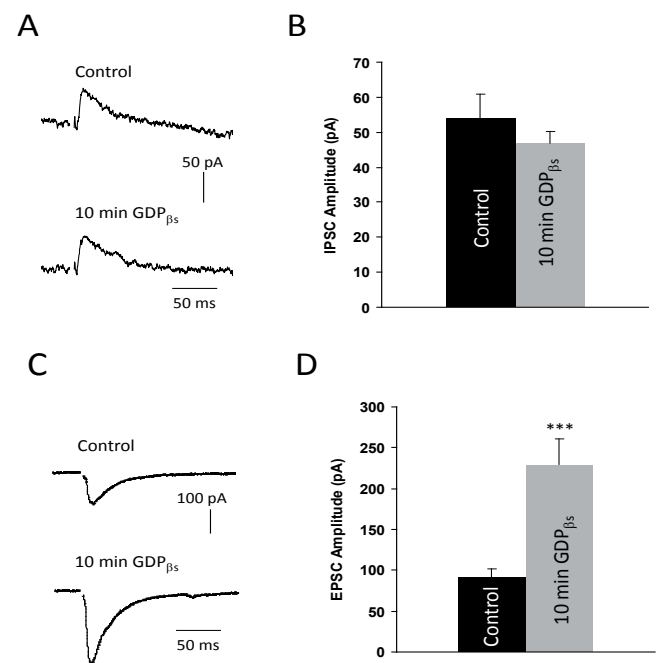 A
Control
50 pA
10 min GDPβs
50 ms
B
70
60
50
40
30
20
10
0
IPSC Amplitude (pA)
Control
10 min GDPβs
C
Control
100 pA
10 min GDPβs
50 ms
D
300
250
200
150
100
50
0
EPSC Amplitude (pA)
***
Control
10 min GDPβs